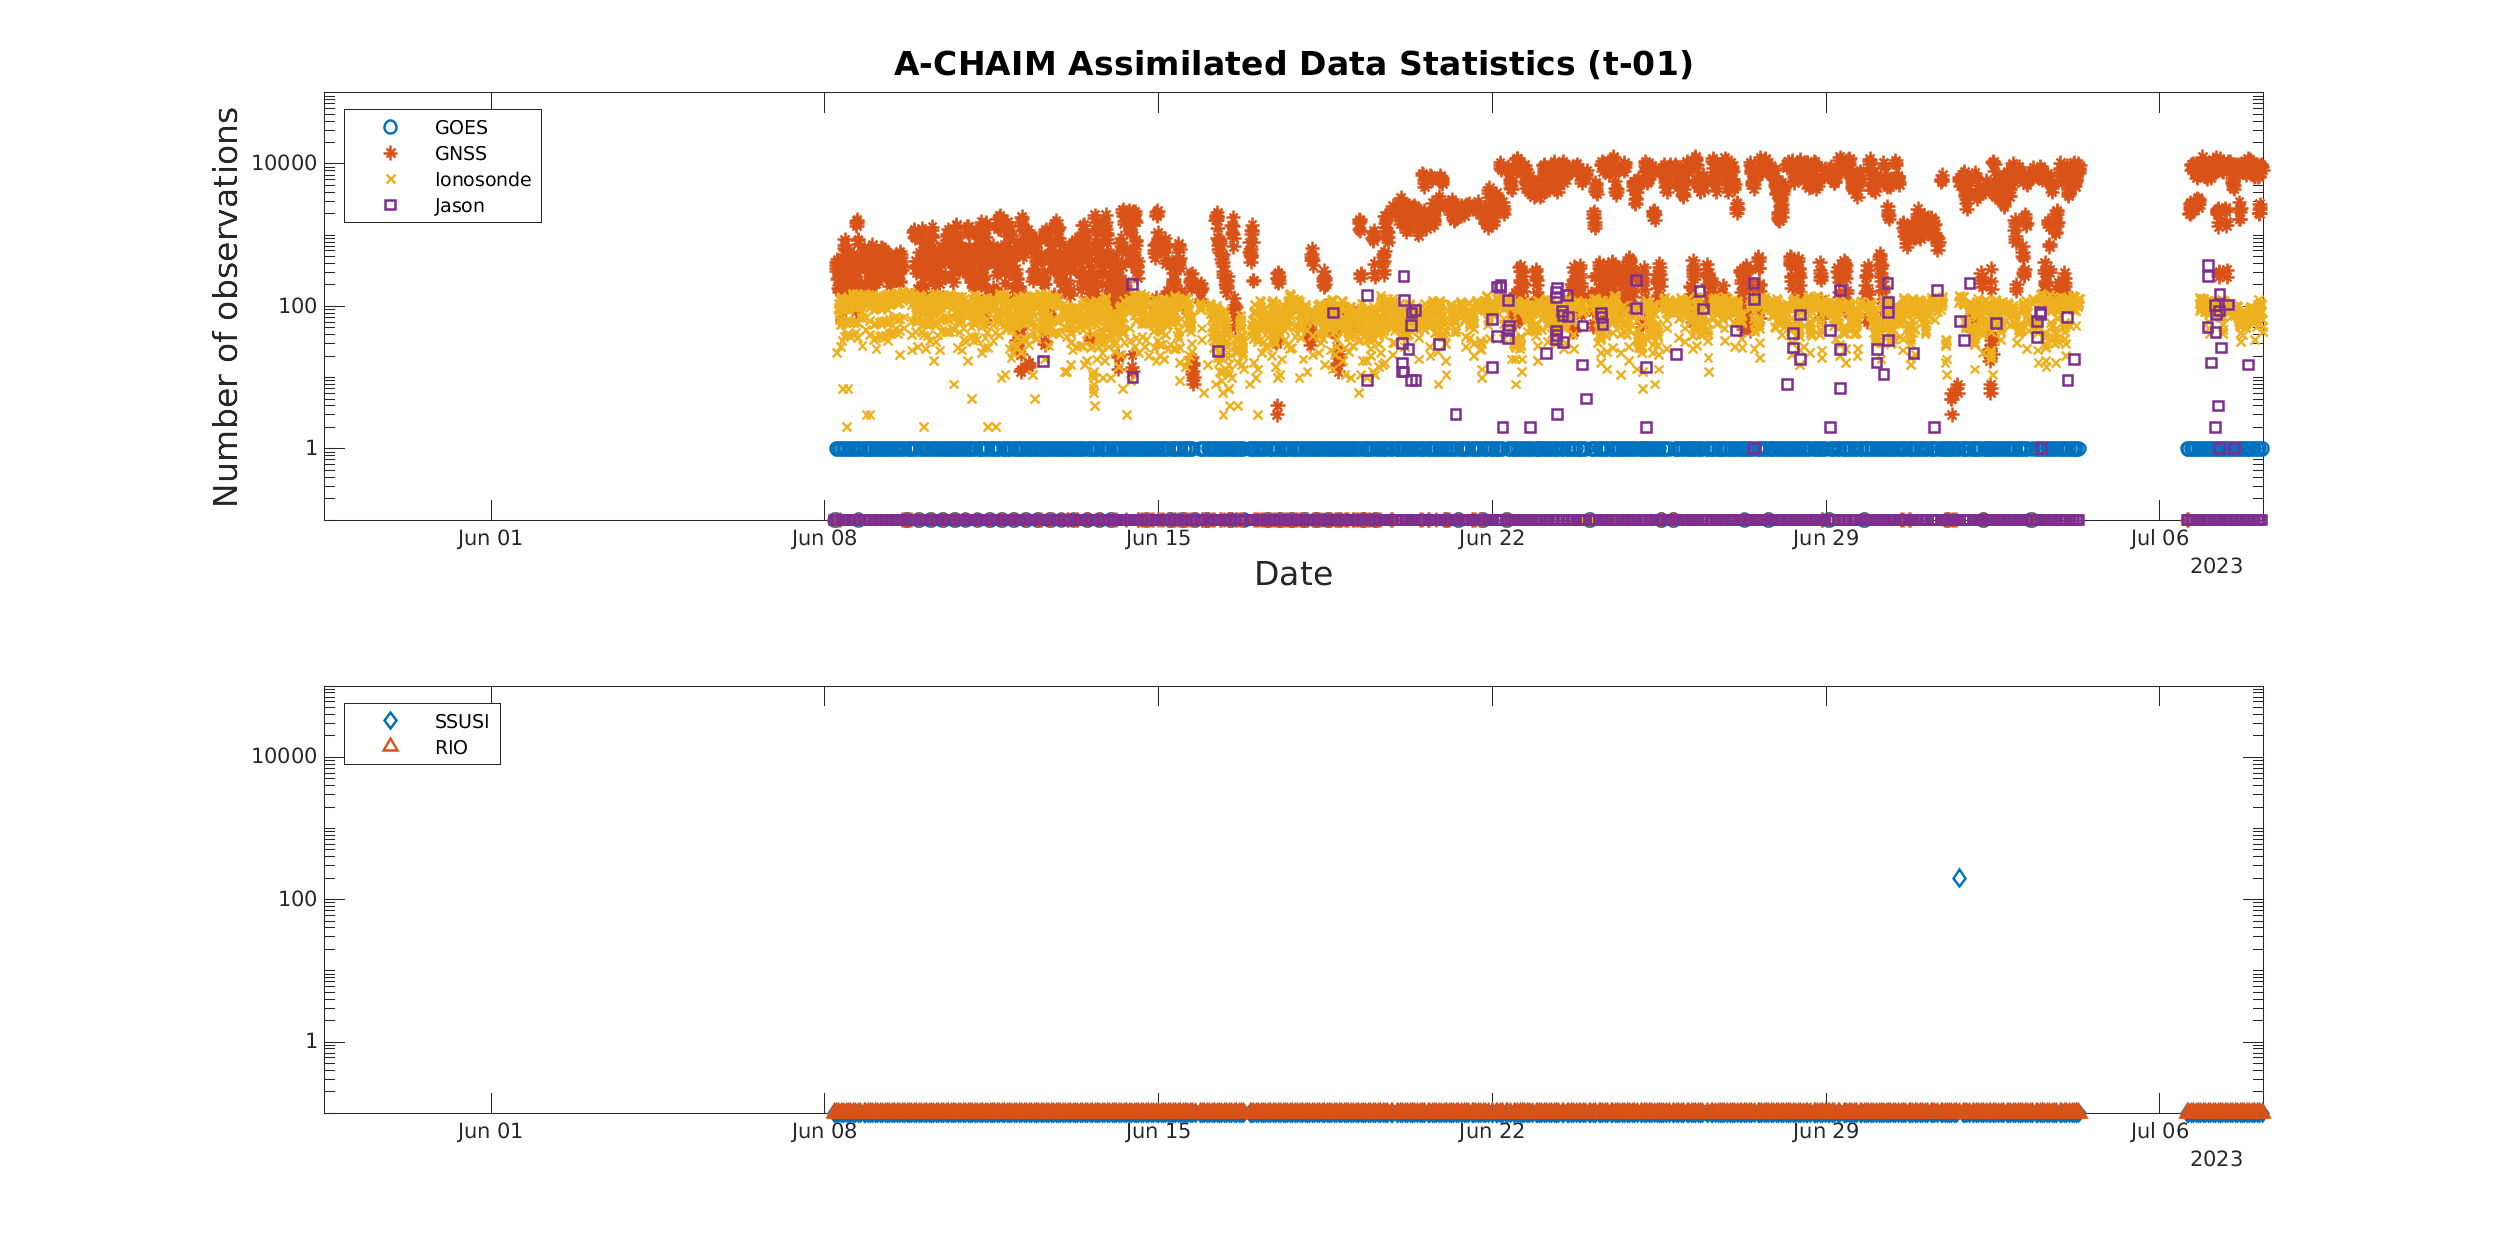 A-CHAIM Assimilated Data Statistics (t-01)
Number of observations
10000
100
1
GOES
GNSS
Ionosonde
Jason
Jun 01
Jun 08
Jun 15
Jun 22
Jun 29
Jul 06
2023
Date
10000
100
1
SSUSI
RIO
Jun 01
Jun 08
Jun 15
Jun 22
Jun 29
Jul 06
2023